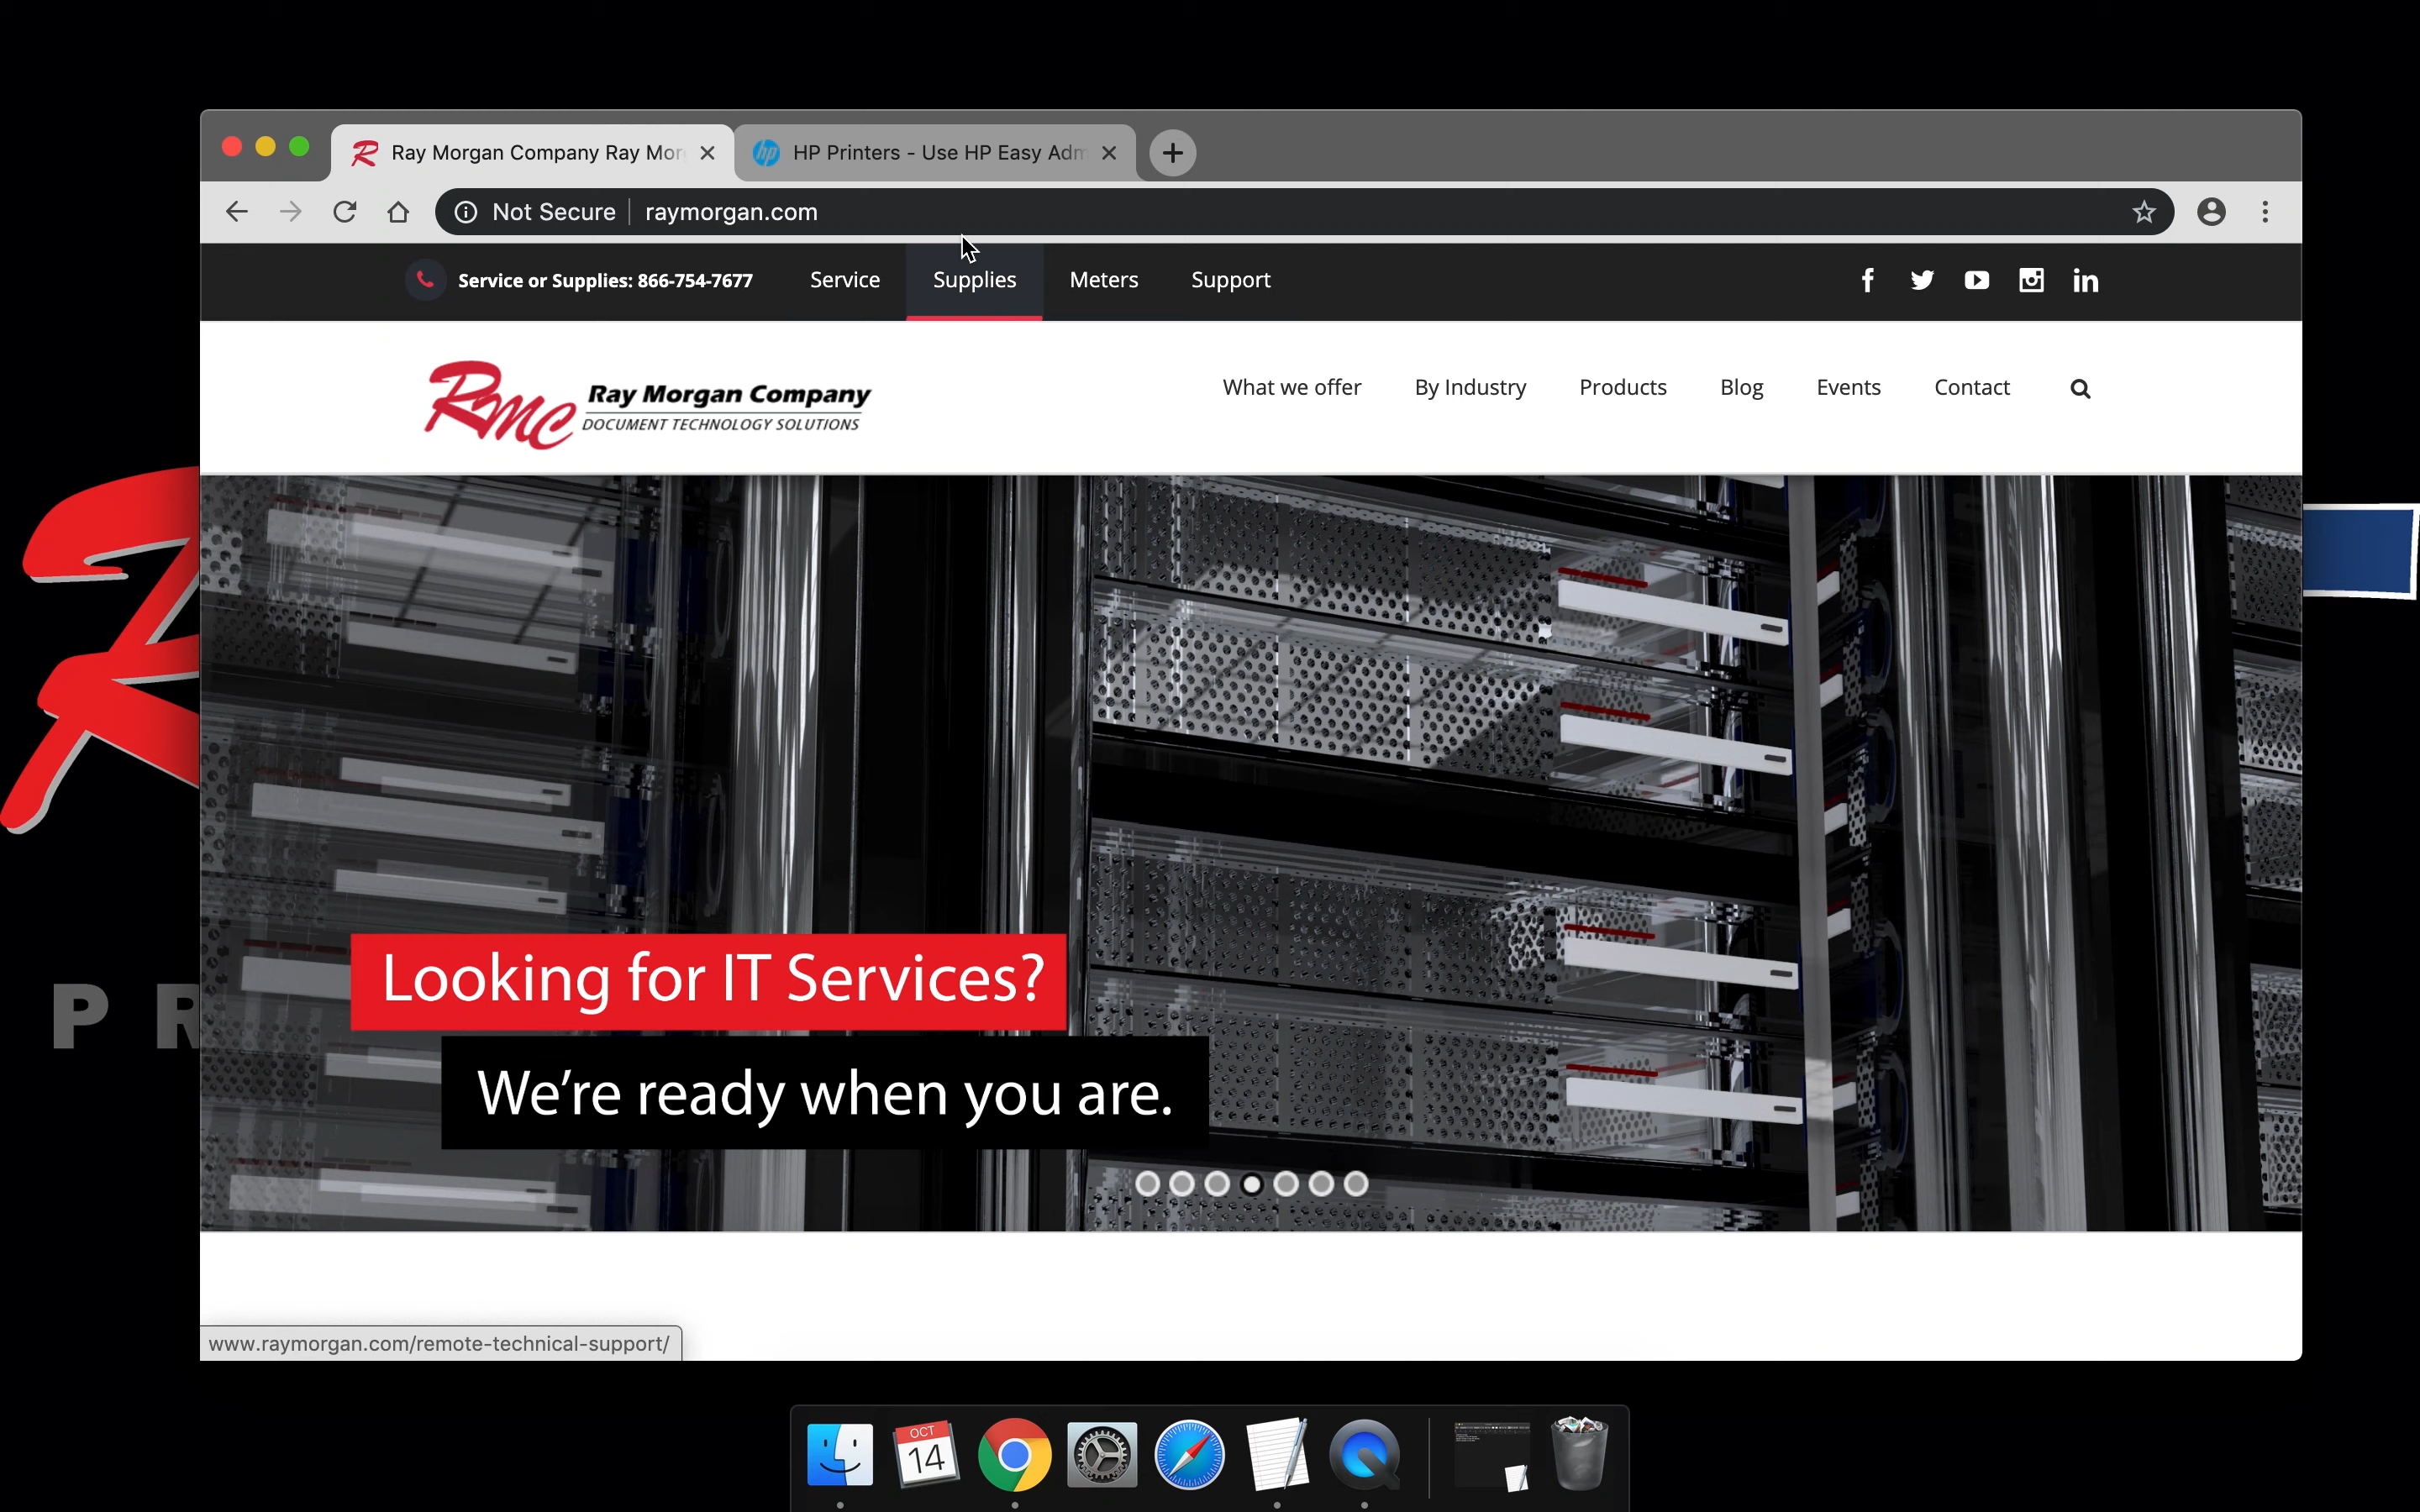 Ray Morgan Company Ray Mor
HP Printers - Use HP Easy Adm
Not Secure raymorgan.com
Service or Supplies: 866-754-7677 Service Supplies Meters Support
RMC Ray Morgan Company
DOCUMENT TECHNOLOGY SOLUTIONS
What we offer By Industry Products Blog Events Contact
P R
Looking for IT Services?
We're ready when you are.
www.raymorgan.com/remote-technical-support/
OCT
14